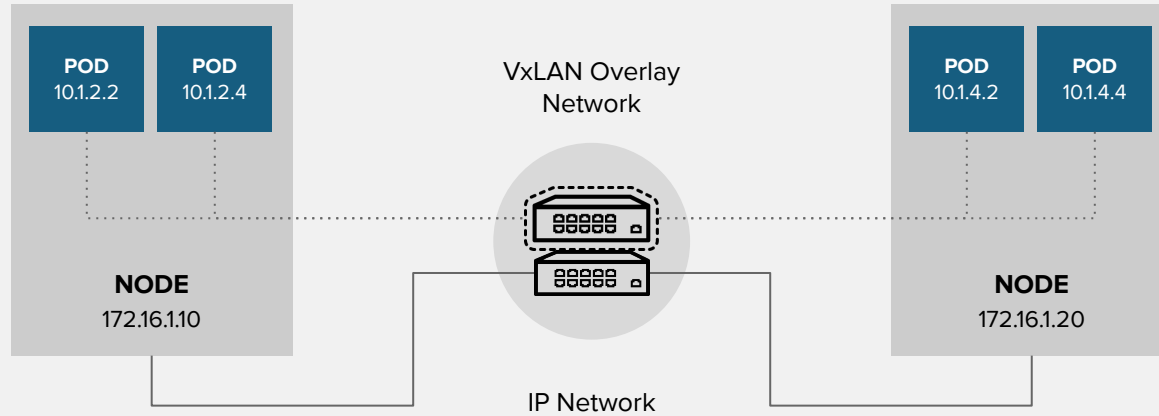 POD
10.1.2.2
POD
10.1.2.4
NODE
172.16.1.10
VxLAN Overlay
Network
IP Network
POD
10.1.4.2
POD
10.1.4.4
NODE
172.16.1.20